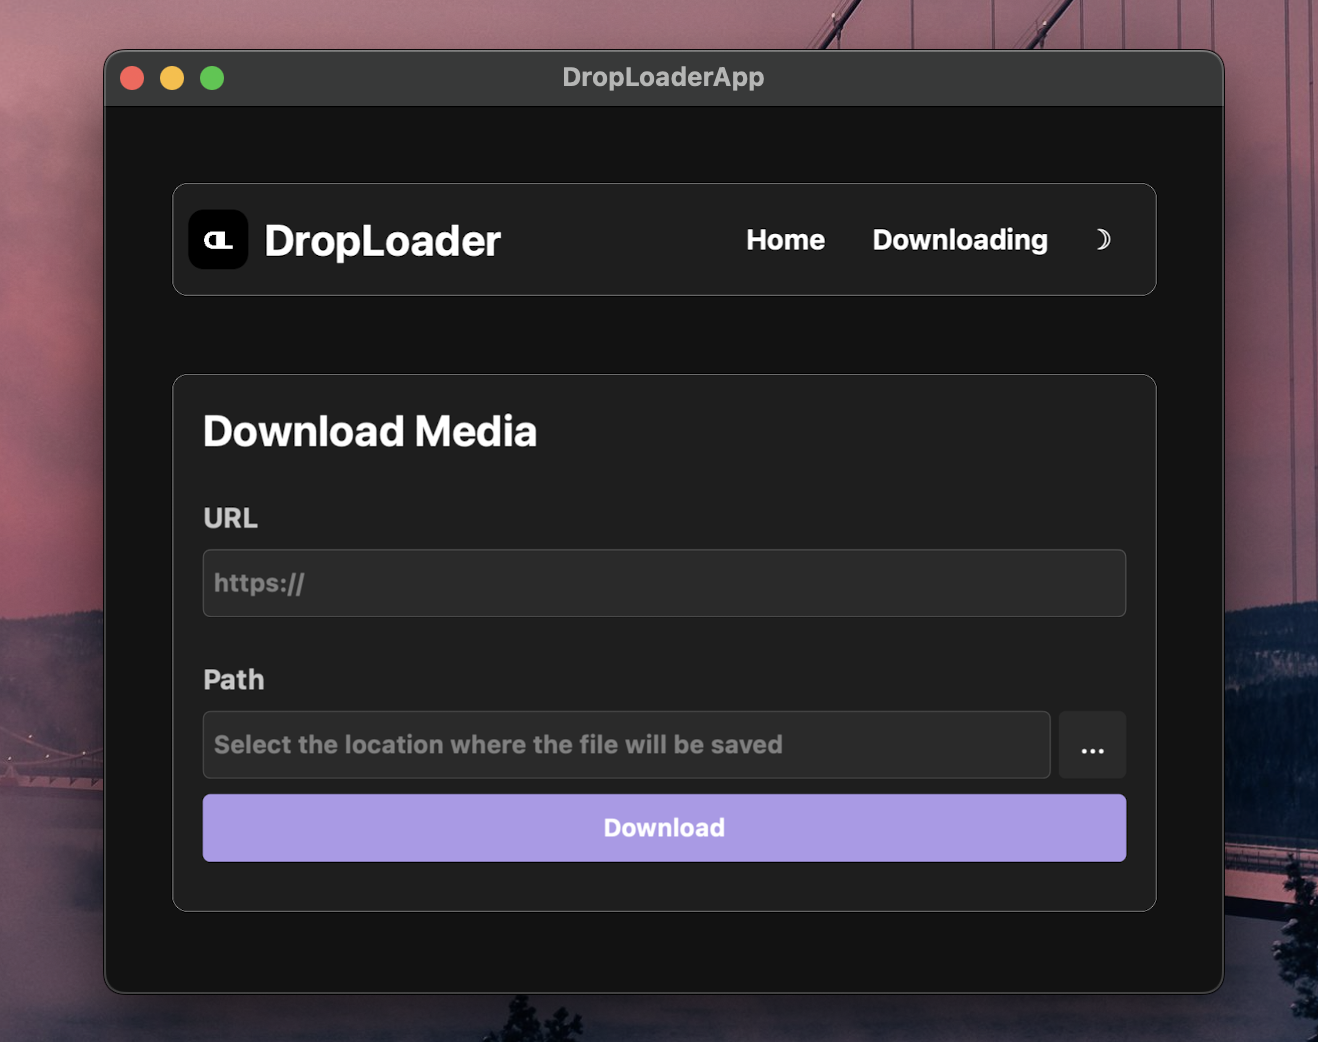 DropLoaderApp
DL
DropLoader
Home
Downloading
Download Media
URL
https://
Path
Select the location where the file will be saved
...
Download